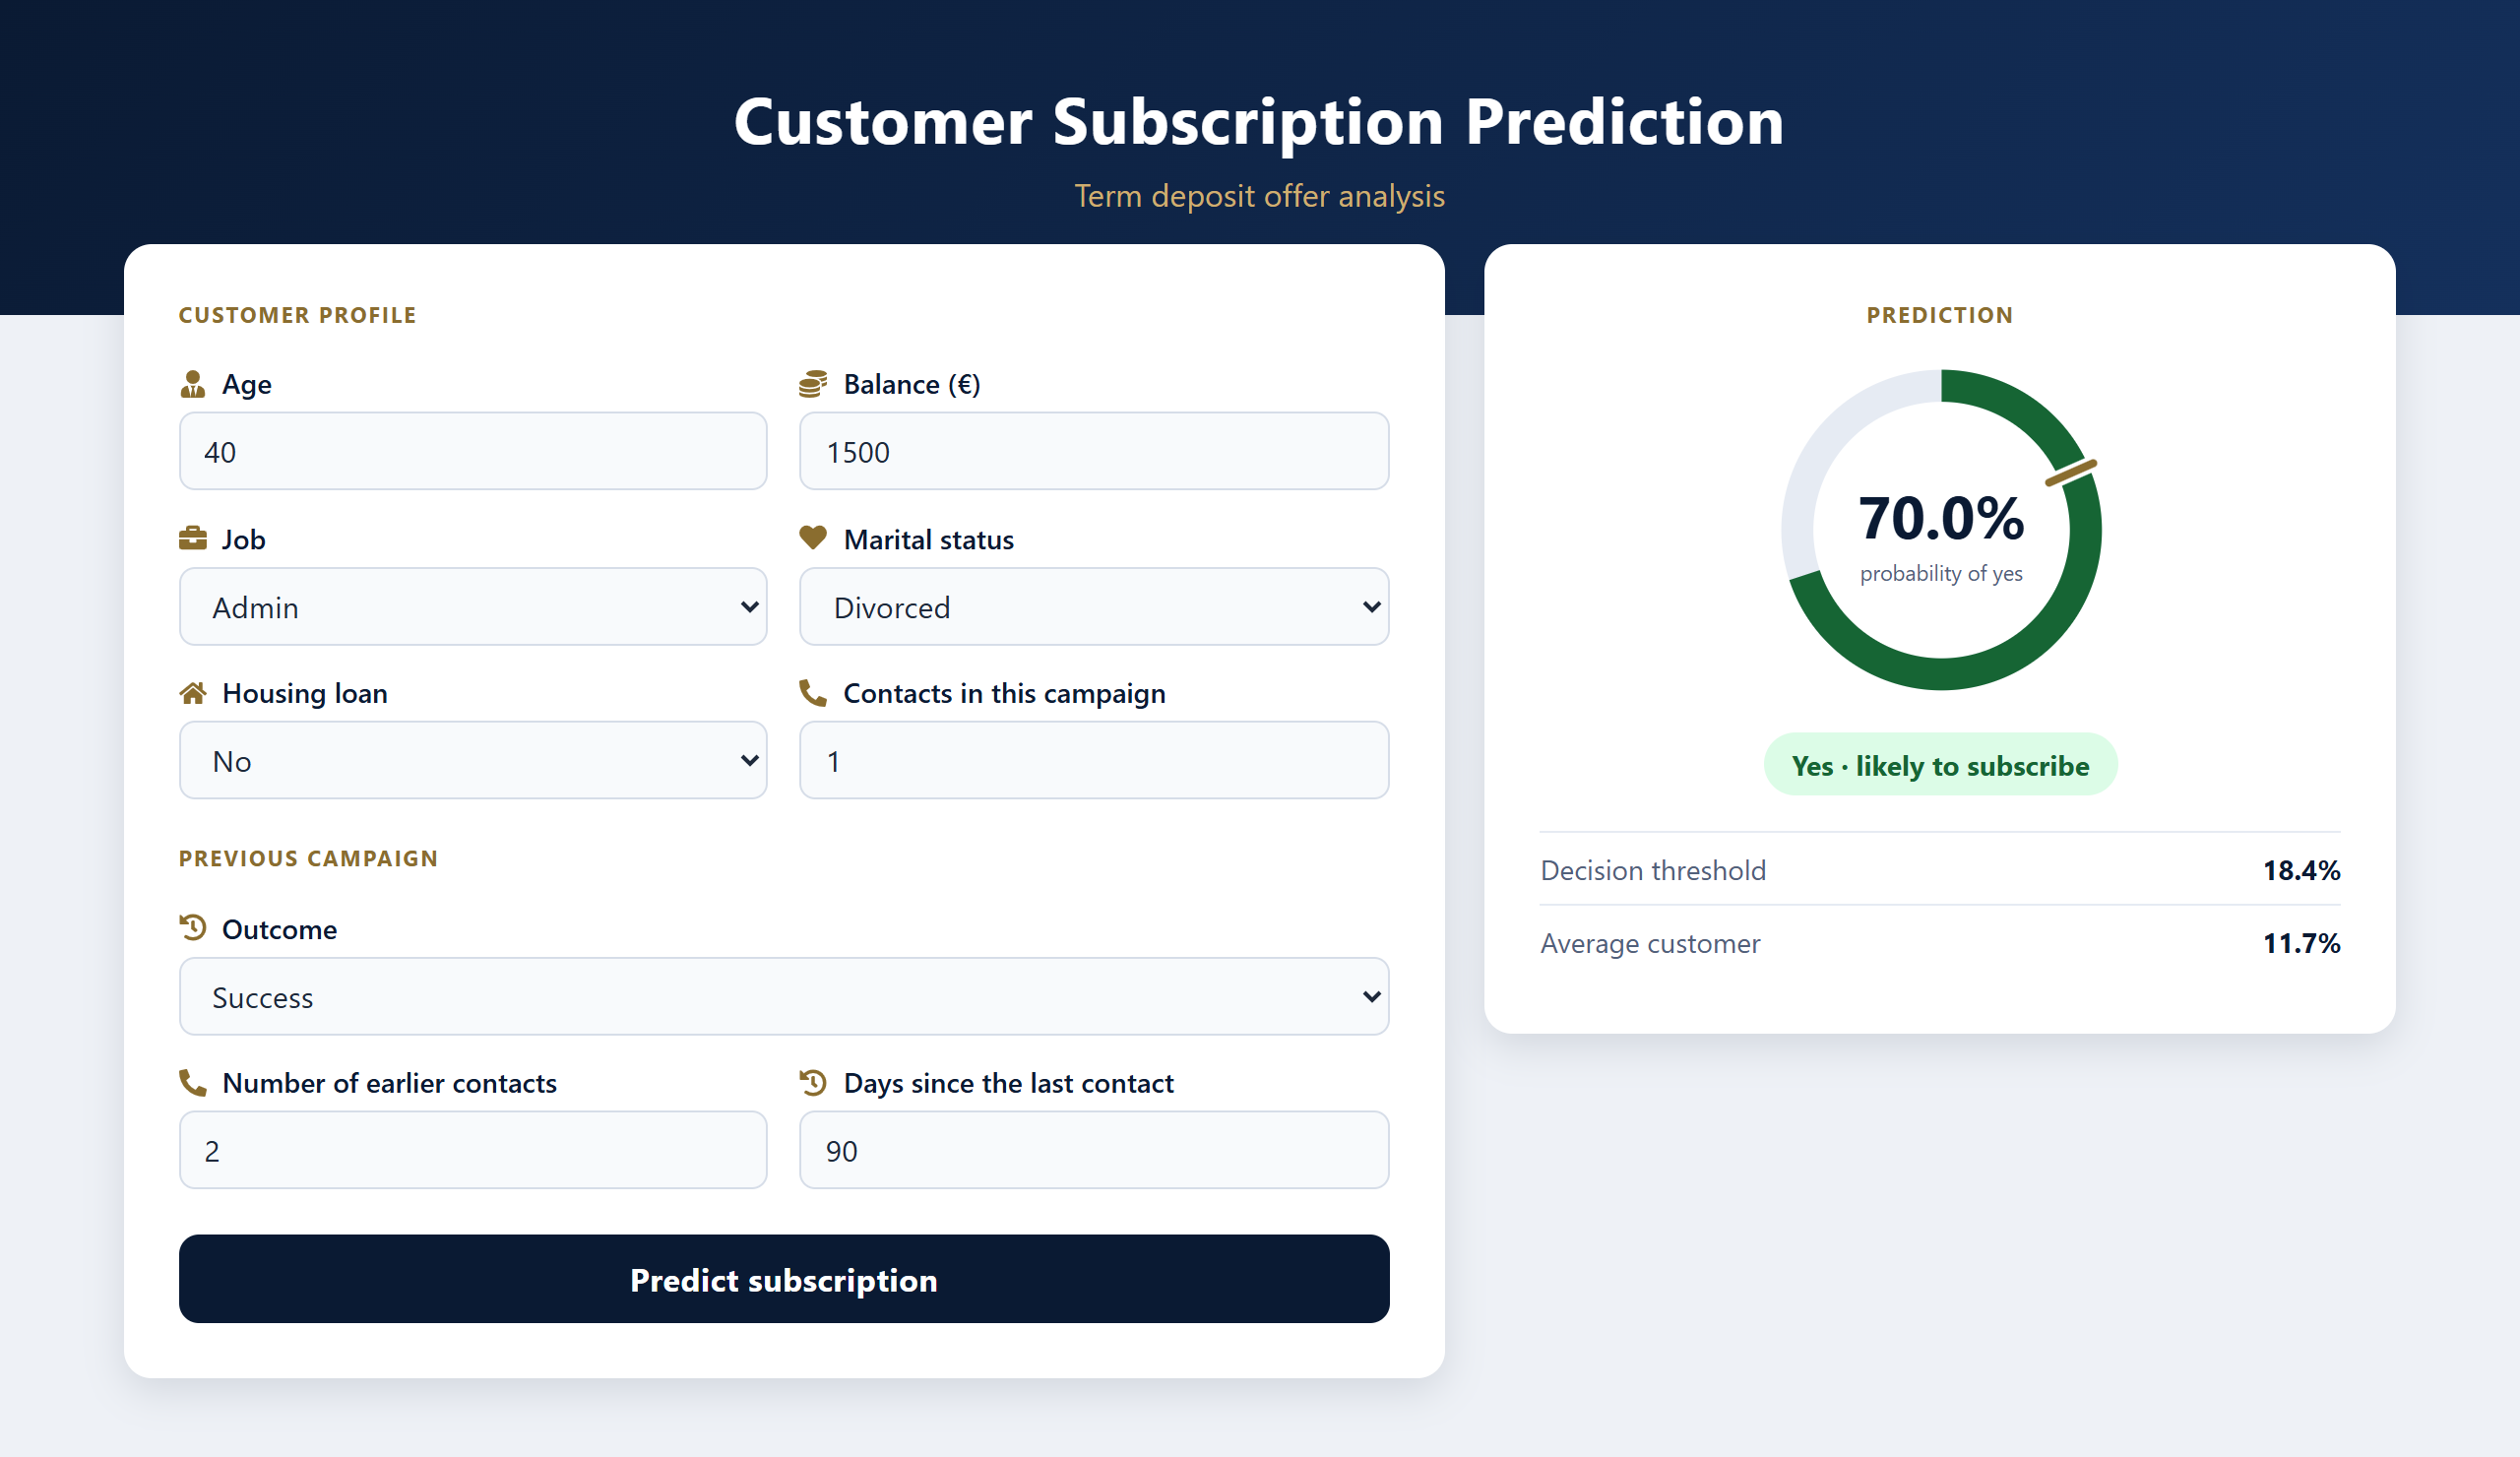 Customer Subscription Prediction
Term deposit offer analysis
CUSTOMER PROFILE
Age
40
Balance (€)
1500
Job
Admin
Marital status
Divorced
Housing loan
No
Contacts in this campaign
1
PREVIOUS CAMPAIGN
Outcome
Success
Number of earlier contacts
2
Days since the last contact
90
Predict subscription
PREDICTION
70.0%
probability of yes
Yes · likely to subscribe
Decision threshold 18.4%
Average customer 11.7%